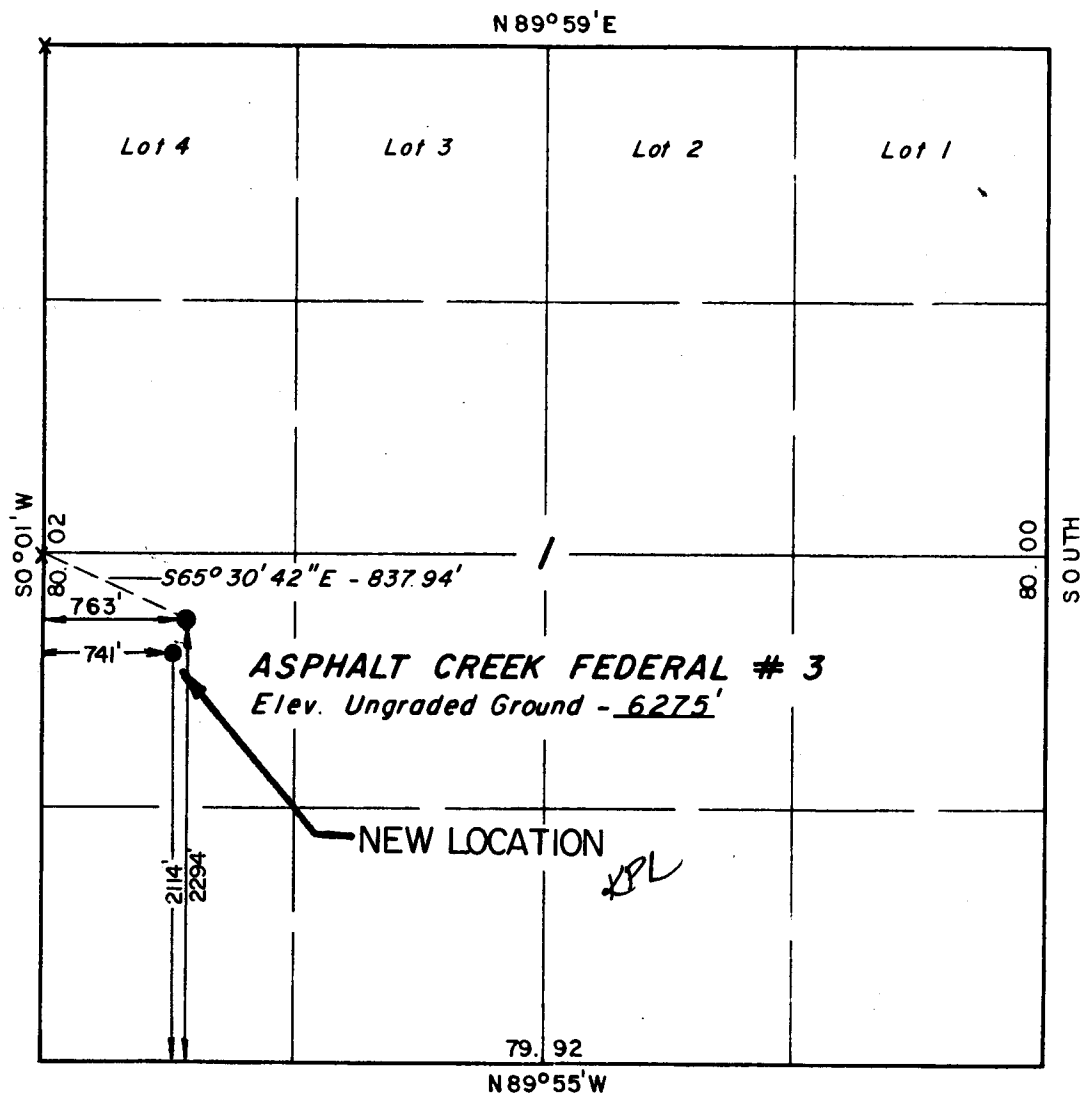 N 89° 59' E
Lot 4
Lot 3
Lot 2
Lot 1
S0° 01' W
80. 02
80. 00
SOUTH
1
S65° 30' 42" E - 837.94'
763'
741'
ASPHALT CREEK FEDERAL # 3
Elev. Ungraded Ground - 6275'
NEW LOCATION
KPL
2114'
2294'
79. 92
N89° 55' W